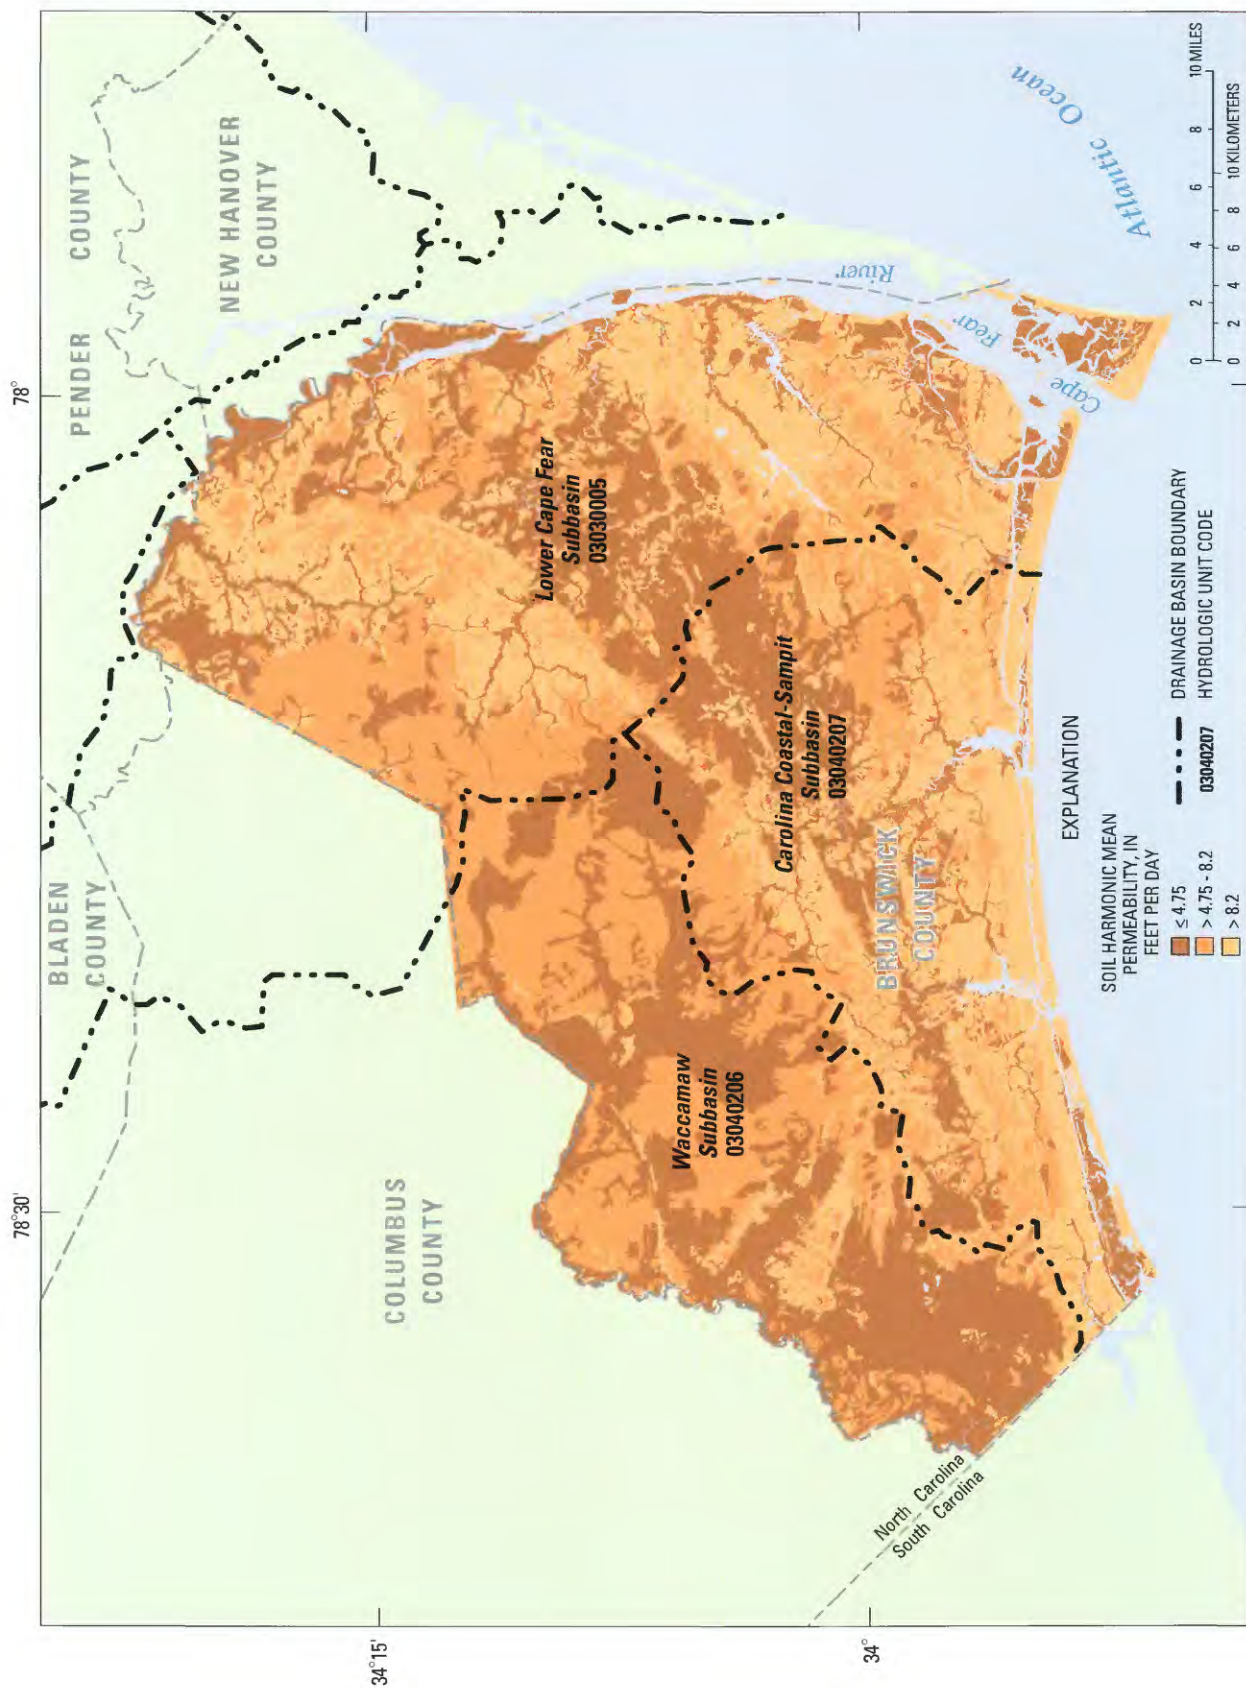 78°30'
78°
34°15'
34°
BLADEN
COUNTY
PENDER COUNTY
NEW HANOVER
COUNTY
COLUMBUS
COUNTY
Lower Cape Fear
Subbasin
03030005
Waccamaw
Subbasin
03040206
Carolina Coastal-Sampit
Subbasin
03040207
BRUNSWICK
COUNTY
North Carolina
South Carolina
Cape Fear River
Atlantic Ocean
EXPLANATION
SOIL HARMONIC MEAN
PERMEABILITY, IN
FEET PER DAY
≤ 4.75
> 4.75 - 8.2
> 8.2
DRAINAGE BASIN BOUNDARY
03040207 HYDROLOGIC UNIT CODE
0 2 4 6 8 10 MILES
0 2 4 6 8 10 KILOMETERS